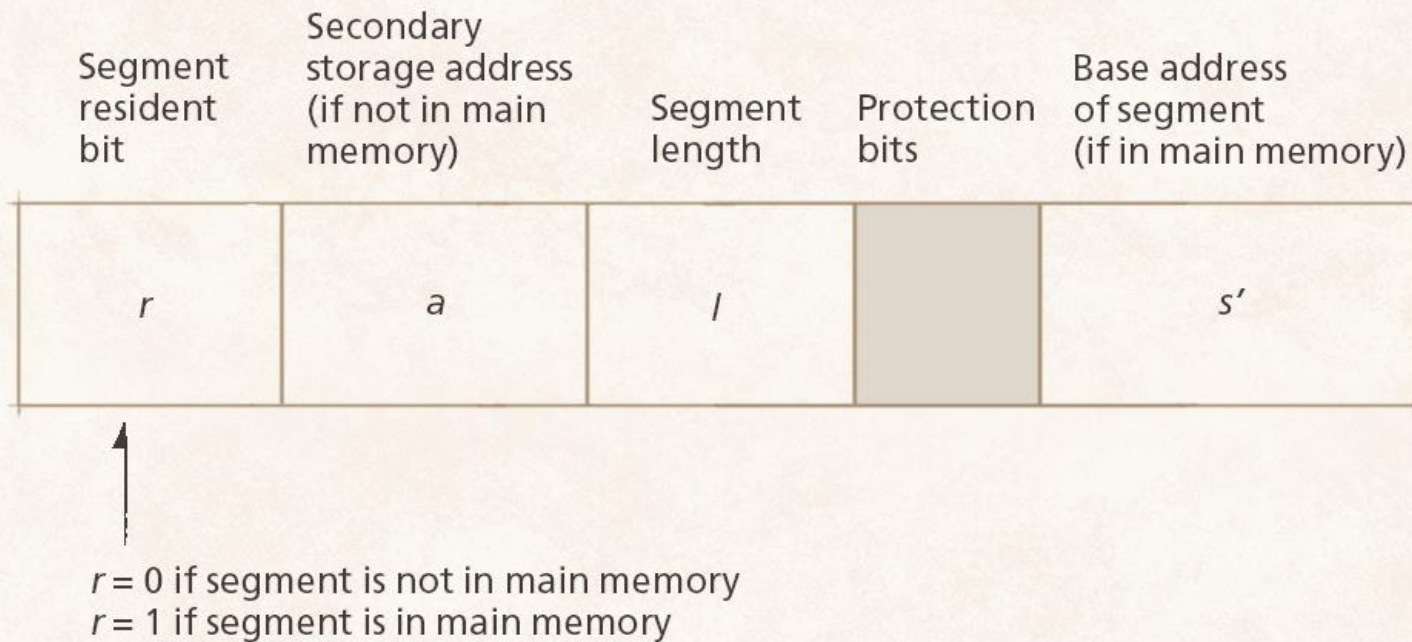 Segment
resident
bit
Secondary
storage address
(if not in main
memory)
Segment
length
Protection
bits
Base address
of segment
(if in main memory)
r
a
l
s′
r = 0 if segment is not in main memory
r = 1 if segment is in main memory